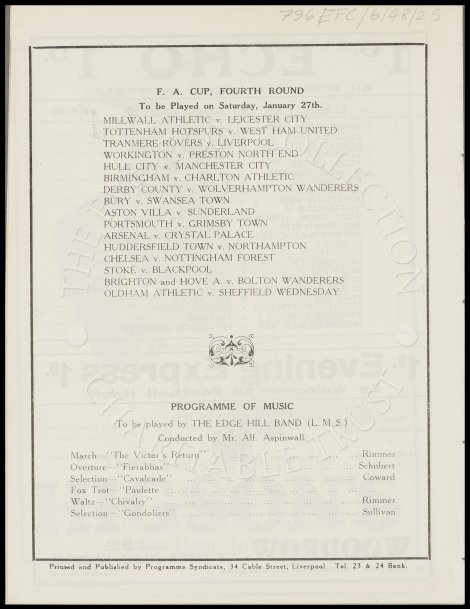 796 EFC/6/48/25
F. A. CUP, FOURTH ROUND
To be Played on Saturday, January 27th.
MILLWALL ATHLETIC v. LEICESTER CITY
TOTTENHAM HOTSPURS v. WEST HAM UNITED
TRANMERE ROVERS v. LIVERPOOL
WORKINGTON v. PRESTON NORTH END
HULL CITY v. MANCHESTER CITY
BIRMINGHAM v. CHARLTON ATHLETIC
DERBY COUNTY v. WOLVERHAMPTON WANDERERS
BURY v. SWANSEA TOWN
ASTON VILLA v. SUNDERLAND
PORTSMOUTH v. GRIMSBY TOWN
ARSENAL v. CRYSTAL PALACE
HUDDERSFIELD TOWN v. NORTHAMPTON
CHELSEA v. NOTTINGHAM FOREST
STOKE v. BLACKPOOL
BRIGHTON and HOVE A. v. BOLTON WANDERERS
OLDHAM ATHLETIC v. SHEFFIELD WEDNESDAY
PROGRAMME OF MUSIC
To be played by THE EDGE HILL BAND (L.M.S.)
Conducted by Mr. Alf. Aspinwall.
March—"The Victor's Return" ... Rimmer
Overture—"Fierabbas" ... Schubert
Selection—"Cavalcade" ... Coward
Fox Trot—"Paulette ...
Waltz—"Chivalry" ... Rimmer
Selection—"Gondoliers" ... Sullivan
Printed and Published by Programme Syndicate, 34 Cable Street, Liverpool. Tel. 23 & 24 Bank.